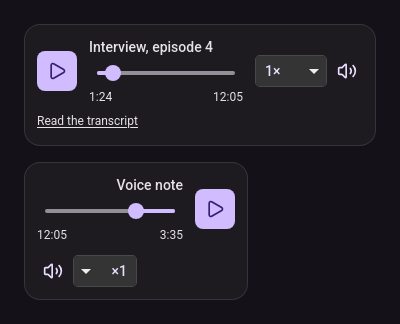 Interview, episode 4
1:24 12:05
1×
Read the transcript
Voice note
12:05 3:35
×1